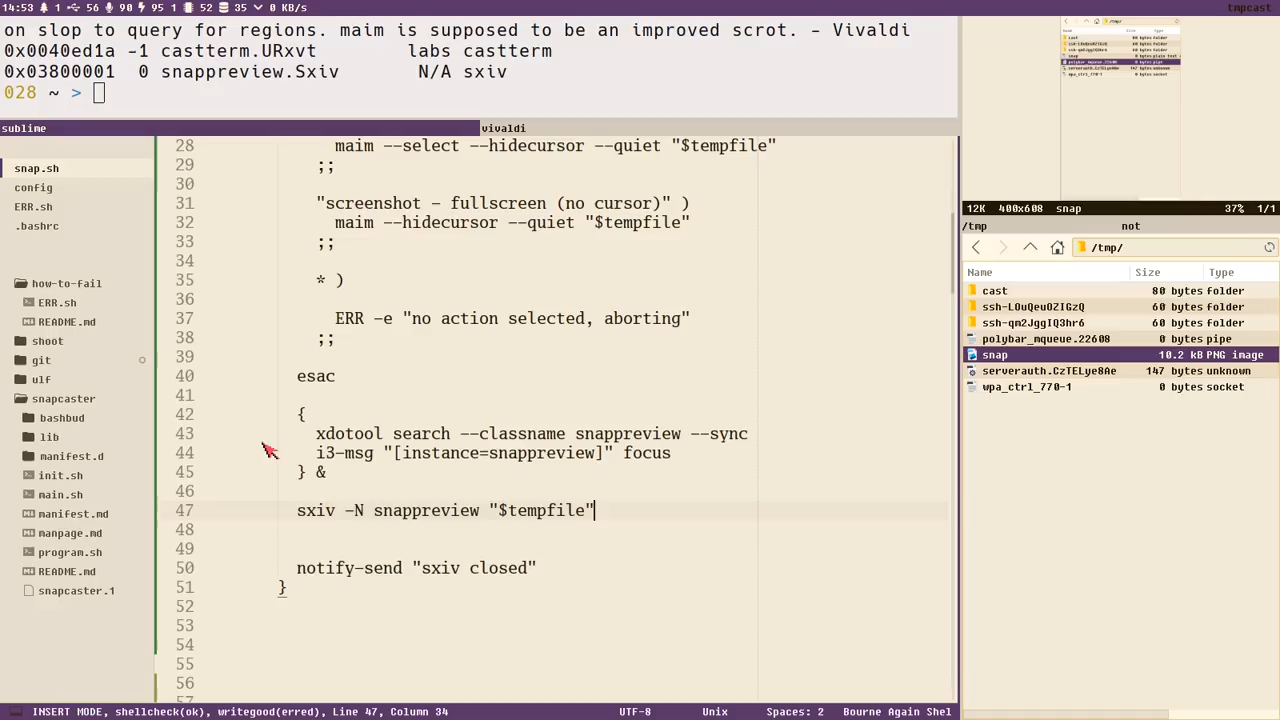 14:53 1 56 90 95 1 52 35 0 KB/s tmpcast
on slop to query for regions. maim is supposed to be an improved scrot. - Vivaldi
0x0040ed1a -1 castterm.URxvt labs castterm
0x03800001 0 snappreview.Sxiv N/A sxiv
028 ~ >
sublime vivaldi
snap.sh
config
ERR.sh
.bashrc
how-to-fail
ERR.sh
README.md
shoot
git
ulf
snapcaster
bashbud
lib
manifest.d
init.sh
main.sh
manifest.md
manpage.md
program.sh
README.md
snapcaster.1
28 maim --select --hidecursor --quiet "$tempfile"
29 ;;
30
31 "screenshot - fullscreen (no cursor)" )
32 maim --hidecursor --quiet "$tempfile"
33 ;;
34
35 * )
36
37 ERR -e "no action selected, aborting"
38 ;;
39
40 esac
41
42 {
43 xdotool search --classname snappreview --sync
44 i3-msg "[instance=snappreview]" focus
45 } &
46
47 sxiv -N snappreview "$tempfile"
48
49
50 notify-send "sxiv closed"
51 }
52
53
54
55
56
57
12K 400x608 snap 37% 1/1
/tmp not
/tmp/
Name Size Type
cast 80 bytes folder
ssh-LOuQeuOZIGzQ 60 bytes folder
ssh-qm2JggIQ3hr6 60 bytes folder
polybar_mqueue.22608 0 bytes pipe
snap 10.2 kB PNG image
serverauth.CzTELye8Ae 147 bytes unknown
wpa_ctrl_770-1 0 bytes socket
INSERT MODE, shellcheck(ok), writegood(erred), Line 47, Column 34 UTF-8 Unix Spaces: 2 Bourne Again Shel